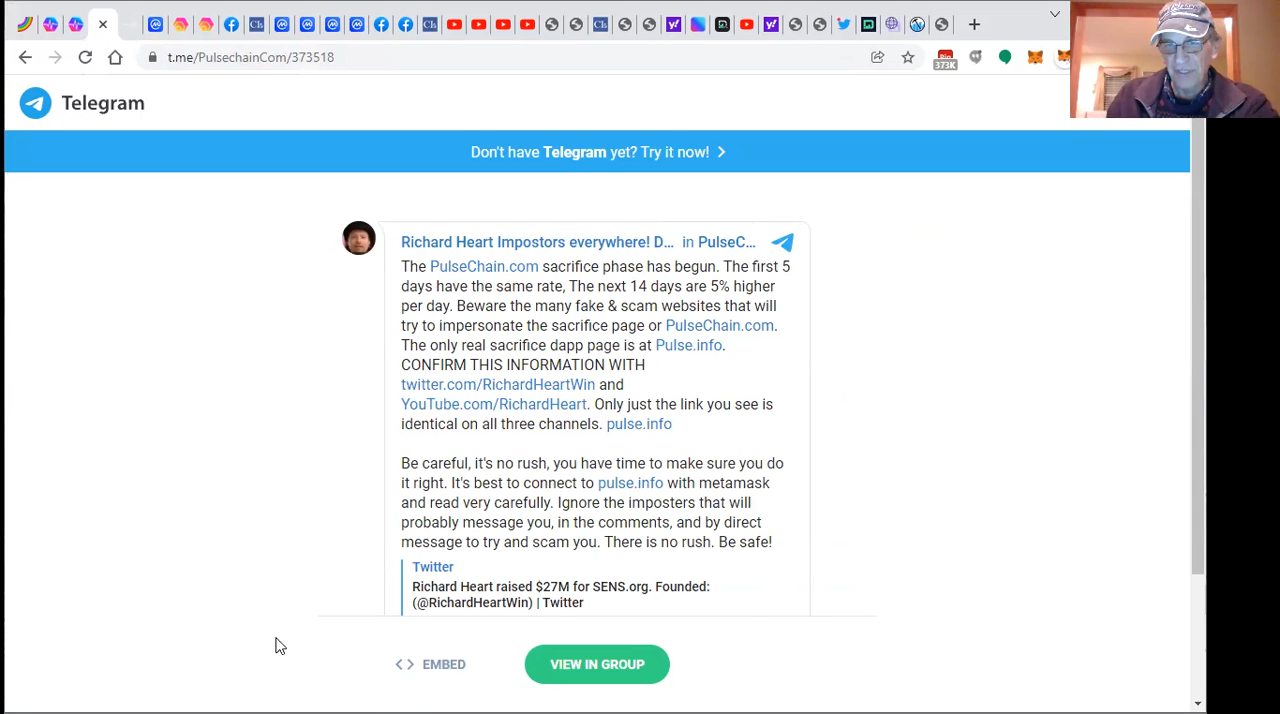 t.me/PulsechainCom/373518
373K
Telegram
Don't have Telegram yet? Try it now!
Richard Heart Impostors everywhere! D... in PulseC...
The PulseChain.com sacrifice phase has begun. The first 5
days have the same rate, The next 14 days are 5% higher
per day. Beware the many fake & scam websites that will
try to impersonate the sacrifice page or PulseChain.com.
The only real sacrifice dapp page is at Pulse.info.
CONFIRM THIS INFORMATION WITH
twitter.com/RichardHeartWin and
YouTube.com/RichardHeart. Only just the link you see is
identical on all three channels. pulse.info
Be careful, it's no rush, you have time to make sure you do
it right. It's best to connect to pulse.info with metamask
and read very carefully. Ignore the imposters that will
probably message you, in the comments, and by direct
message to try and scam you. There is no rush. Be safe!
Twitter
Richard Heart raised $27M for SENS.org. Founded:
(@RichardHeartWin) | Twitter
<> EMBED
VIEW IN GROUP